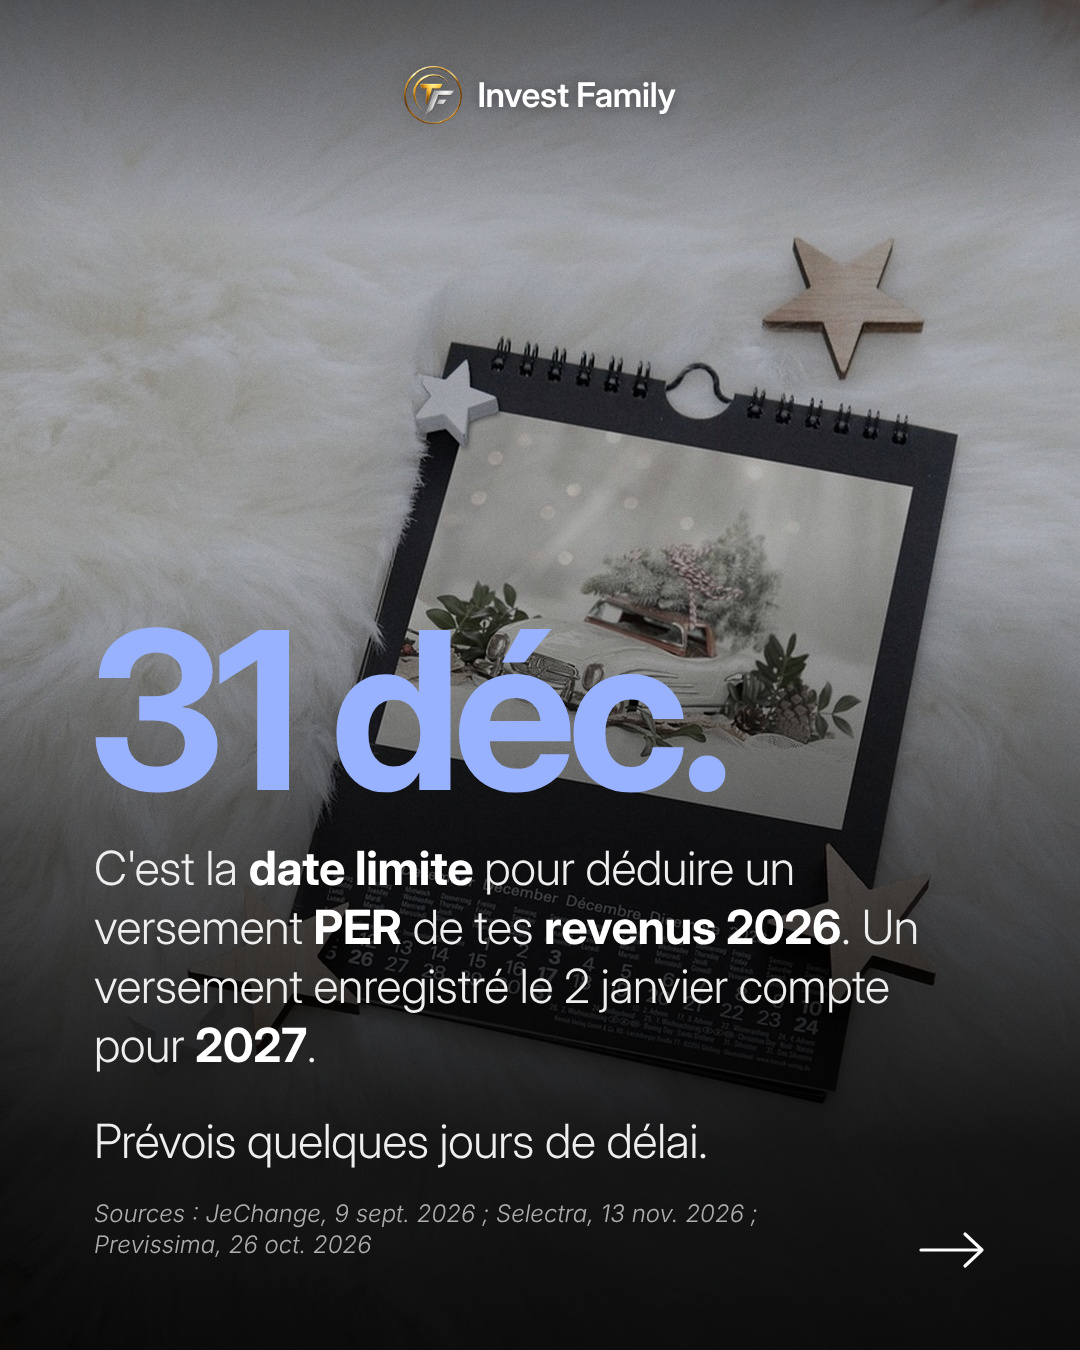 Invest Family
31 déc.
C'est la date limite pour déduire un
versement PER de tes revenus 2026. Un
versement enregistré le 2 janvier compte
pour 2027.
Prévois quelques jours de délai.
Sources : JeChange, 9 sept. 2026 ; Selectra, 13 nov. 2026 ;
Previssima, 26 oct. 2026